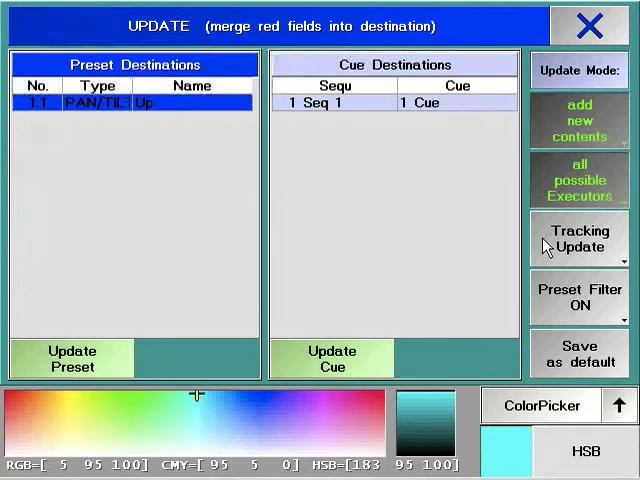 UPDATE (merge red fields into destination)
Preset Destinations
No. Type Name
1.1 PAN/TILT Up
Update
Preset
Cue Destinations
Sequ Cue
1 Seq 1 1 Cue
Update
Cue
Update Mode:
add
new
contents
all
possible
Executors
Tracking
Update
Preset Filter
ON
Save
as default
ColorPicker
HSB
RGB=[ 5 95 100] CMY=[ 95 5 0] HSB=[183 95 100]